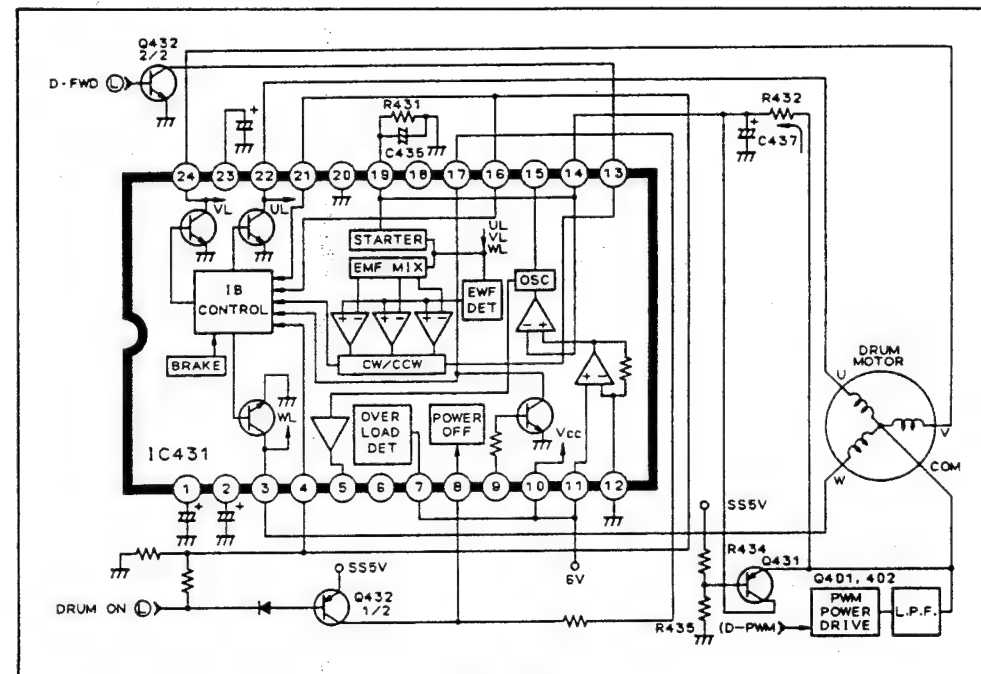 Q432
2/2
D-FWD Ⓛ
R431
C435
R432
C437
24 23 22 21 20 19 18 17 16 15 14 13
VL
UL
STARTER
UL
VL
WL
EMF MIX
OSC
IB
CONTROL
EWF
DET
BRAKE
CW/CCW
WL
OVER
LOAD
DET
POWER
OFF
Vcc
IC431
1 2 3 4 5 6 7 8 9 10 11 12
DRUM
MOTOR
U
V
W
COM
SS5V
SS5V
6V
R434
Q431
DRUM ON Ⓛ
Q432
1/2
R435
(D-PWM)
Q401, 402
PWM
POWER
DRIVE
L.P.F.